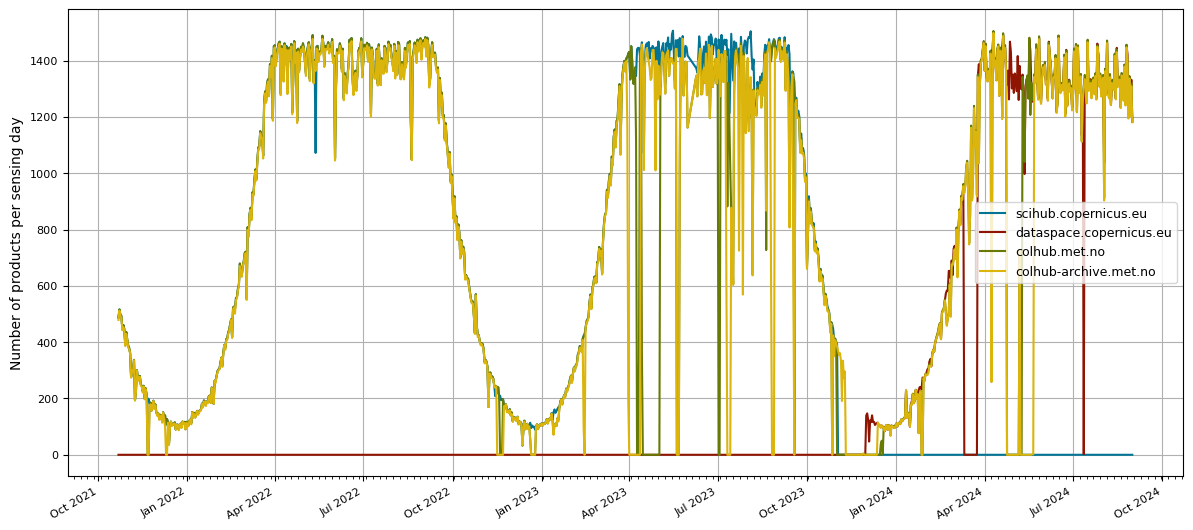 Number of products per sensing day
1400
1200
1000
800
600
400
200
0
scihub.copernicus.eu
dataspace.copernicus.eu
colhub.met.no
colhub-archive.met.no
Oct 2021
Jan 2022
Apr 2022
Jul 2022
Oct 2022
Jan 2023
Apr 2023
Jul 2023
Oct 2023
Jan 2024
Apr 2024
Jul 2024
Oct 2024